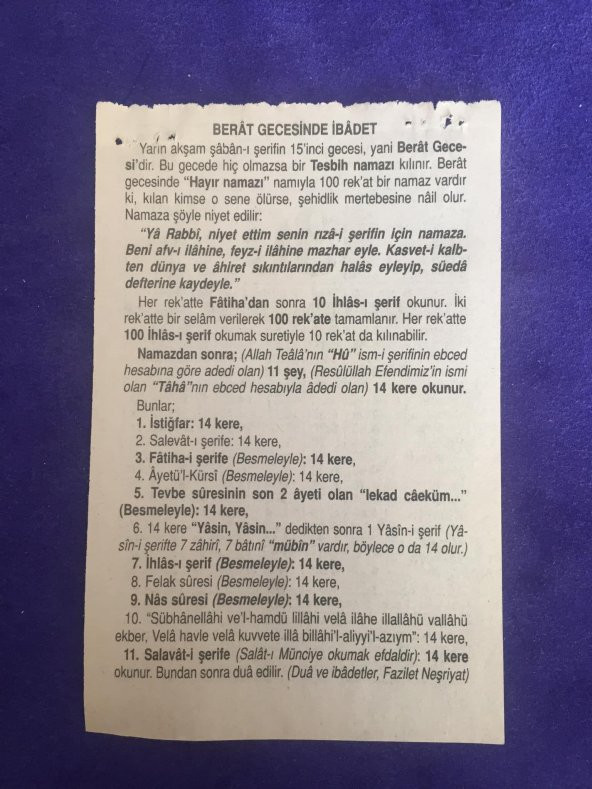 BERÂT GECESİNDE İBÂDET
Yarın akşam şâbân-ı şerifin 15'inci gecesi, yani Berât Gece-
si'dir. Bu gecede hiç olmazsa bir Tesbih namazı kılınır. Berât
gecesinde “Hayır namazı” namıyla 100 rek'at bir namaz vardır
ki, kılan kimse o sene ölürse, şehidlik mertebesine nâil olur.
Namaza şöyle niyet edilir:
“Yâ Rabbî, niyet ettim senin rızâ-i şerifin için namaza.
Beni afv-ı ilâhine, feyz-i ilâhine mazhar eyle. Kasvet-i kalb-
ten dünya ve âhiret sıkıntılarından halâs eyleyip, süedâ
defterine kaydeyle.”
Her rek'atte Fâtiha'dan sonra 10 İhlâs-ı şerif okunur. İki
rek'atte bir selâm verilerek 100 rek'ate tamamlanır. Her rek'atte
100 İhlâs-ı şerif okumak suretiyle 10 rek'at da kılınabilir.
Namazdan sonra; (Allah Teâlâ'nın “Hû” ism-i şerifinin ebced
hesabına göre adedi olan) 11 şey, (Resûlüllah Efendimiz'in ismi
olan “Tâhâ”nın ebced hesabıyla âdedi olan) 14 kere okunur.
Bunlar;
1. İstiğfar: 14 kere,
2. Salevât-ı şerife: 14 kere,
3. Fâtiha-i şerife (Besmeleyle): 14 kere,
4. Âyetü'l-Kürsî (Besmeleyle): 14 kere,
5. Tevbe sûresinin son 2 âyeti olan “lekad câeküm...”
(Besmeleyle): 14 kere,
6. 14 kere “Yâsin, Yâsin...” dedikten sonra 1 Yâsîn-i şerif (Yâ-
sîn-i şerifte 7 zâhirî, 7 bâtınî “mübîn” vardır, böylece o da 14 olur.)
7. İhlâs-ı şerif (Besmeleyle): 14 kere,
8. Felak sûresi (Besmeleyle): 14 kere,
9. Nâs sûresi (Besmeleyle): 14 kere,
10. “Sübhânellâhi ve'l-hamdü lillâhi velâ ilâhe illallâhü vallâhü
ekber, Velâ havle velâ kuvvete illâ billâhi'l-aliyyi'l-azıym”: 14 kere,
11. Salavât-i şerife (Salât-ı Münciye okumak efdaldir): 14 kere
okunur. Bundan sonra duâ edilir. (Duâ ve ibâdetler, Fazilet Neşriyat)